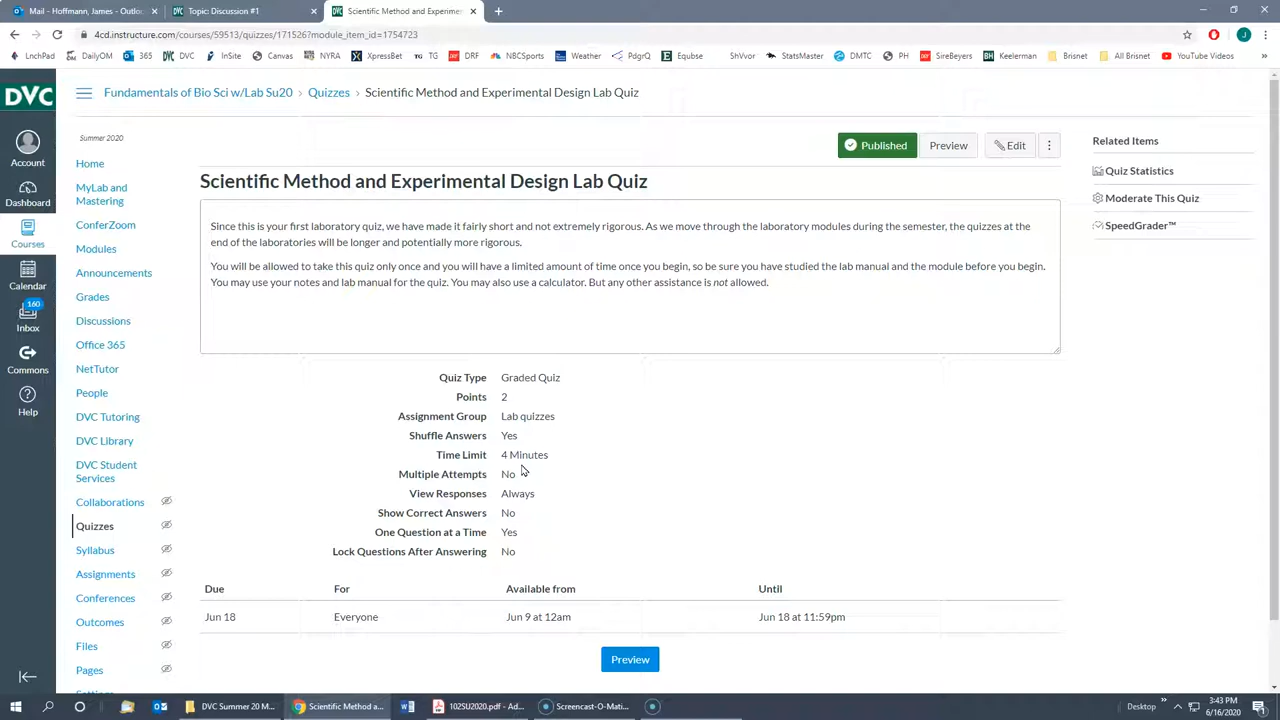 Mail - Hoffmann, James - Outloo
Topic: Discussion #1
Scientific Method and Experimen
4cd.instructure.com/courses/59513/quizzes/171526?module_item_id=1754723
LnchPad DailyOM 365 DVC InSite Canvas NYRA XpressBet TG DRF NBCSports Weather PdgrQ Equbse ShVvor StatsMaster DMTC PH SireBeyers Keelerman Brisnet All Brisnet YouTube Videos
DVC
Account
Dashboard
Courses
Calendar
160
Inbox
Commons
Help
Fundamentals of Bio Sci w/Lab Su20 › Quizzes › Scientific Method and Experimental Design Lab Quiz
Summer 2020
Home
MyLab and
Mastering
ConferZoom
Modules
Announcements
Grades
Discussions
Office 365
NetTutor
People
DVC Tutoring
DVC Library
DVC Student
Services
Collaborations
Quizzes
Syllabus
Assignments
Conferences
Outcomes
Files
Pages
Settings
Published Preview Edit
Scientific Method and Experimental Design Lab Quiz
Since this is your first laboratory quiz, we have made it fairly short and not extremely rigorous. As we move through the laboratory modules during the semester, the quizzes at the
end of the laboratories will be longer and potentially more rigorous.
You will be allowed to take this quiz only once and you will have a limited amount of time once you begin, so be sure you have studied the lab manual and the module before you begin.
You may use your notes and lab manual for the quiz. You may also use a calculator. But any other assistance is not allowed.
Quiz Type Graded Quiz
Points 2
Assignment Group Lab quizzes
Shuffle Answers Yes
Time Limit 4 Minutes
Multiple Attempts No
View Responses Always
Show Correct Answers No
One Question at a Time Yes
Lock Questions After Answering No
Due For Available from Until
Jun 18 Everyone Jun 9 at 12am Jun 18 at 11:59pm
Preview
Related Items
Quiz Statistics
Moderate This Quiz
SpeedGrader™
DVC Summer 20 M...
Scientific Method a...
102SU2020.pdf - Ad...
Screencast-O-Mati...
Desktop
3:43 PM
6/16/2020